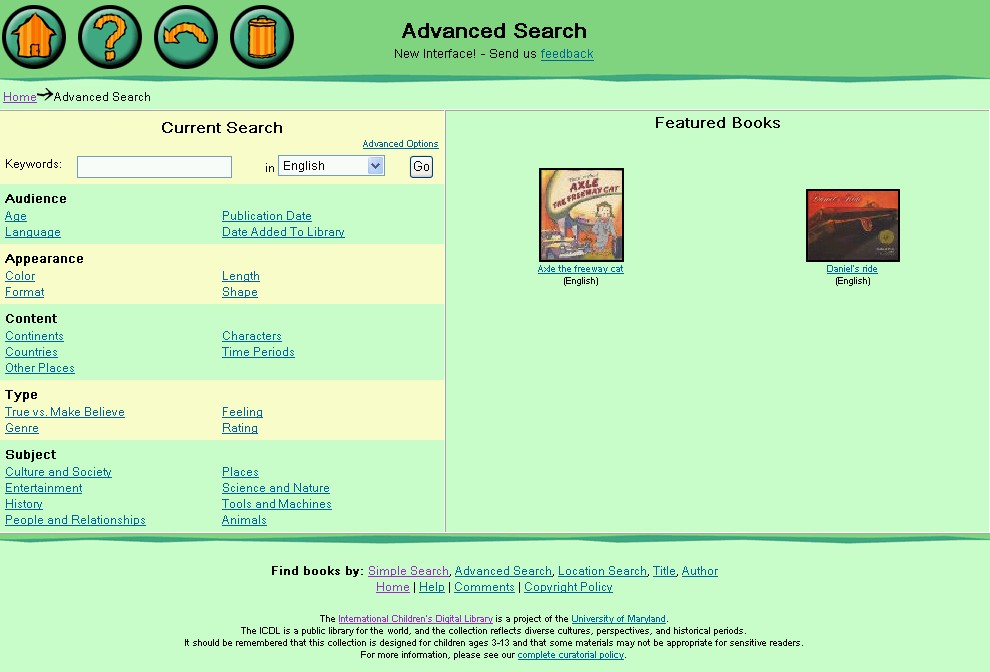 Advanced Search
New Interface! - Send us feedback
Home Advanced Search
Current Search
Advanced Options
Keywords: in English Go
Audience
Age Publication Date
Language Date Added To Library
Appearance
Color Length
Format Shape
Content
Continents Characters
Countries Time Periods
Other Places
Type
True vs. Make Believe Feeling
Genre Rating
Subject
Culture and Society Places
Entertainment Science and Nature
History Tools and Machines
People and Relationships Animals
Featured Books
AXLE
THE FREEWAY CAT
Axle the freeway cat
(English)
Daniel's ride
(English)
Find books by: Simple Search, Advanced Search, Location Search, Title, Author
Home | Help | Comments | Copyright Policy
The International Children's Digital Library is a project of the University of Maryland.
The ICDL is a public library for the world, and the collection reflects diverse cultures, perspectives, and historical periods.
It should be remembered that this collection is designed for children ages 3-13 and that some materials may not be appropriate for sensitive readers.
For more information, please see our complete curatorial policy.